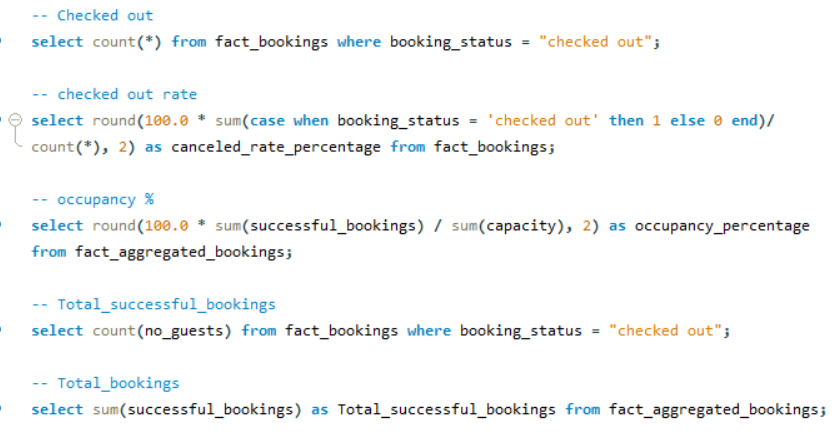 -- Checked out
select count(*) from fact_bookings where booking_status = "checked out";
-- checked out rate
select round(100.0 * sum(case when booking_status = 'checked out' then 1 else 0 end)/
count(*), 2) as canceled_rate_percentage from fact_bookings;
-- occupancy %
select round(100.0 * sum(successful_bookings) / sum(capacity), 2) as occupancy_percentage
from fact_aggregated_bookings;
-- Total_successful_bookings
select count(no_guests) from fact_bookings where booking_status = "checked out";
-- Total_bookings
select sum(successful_bookings) as Total_successful_bookings from fact_aggregated_bookings;